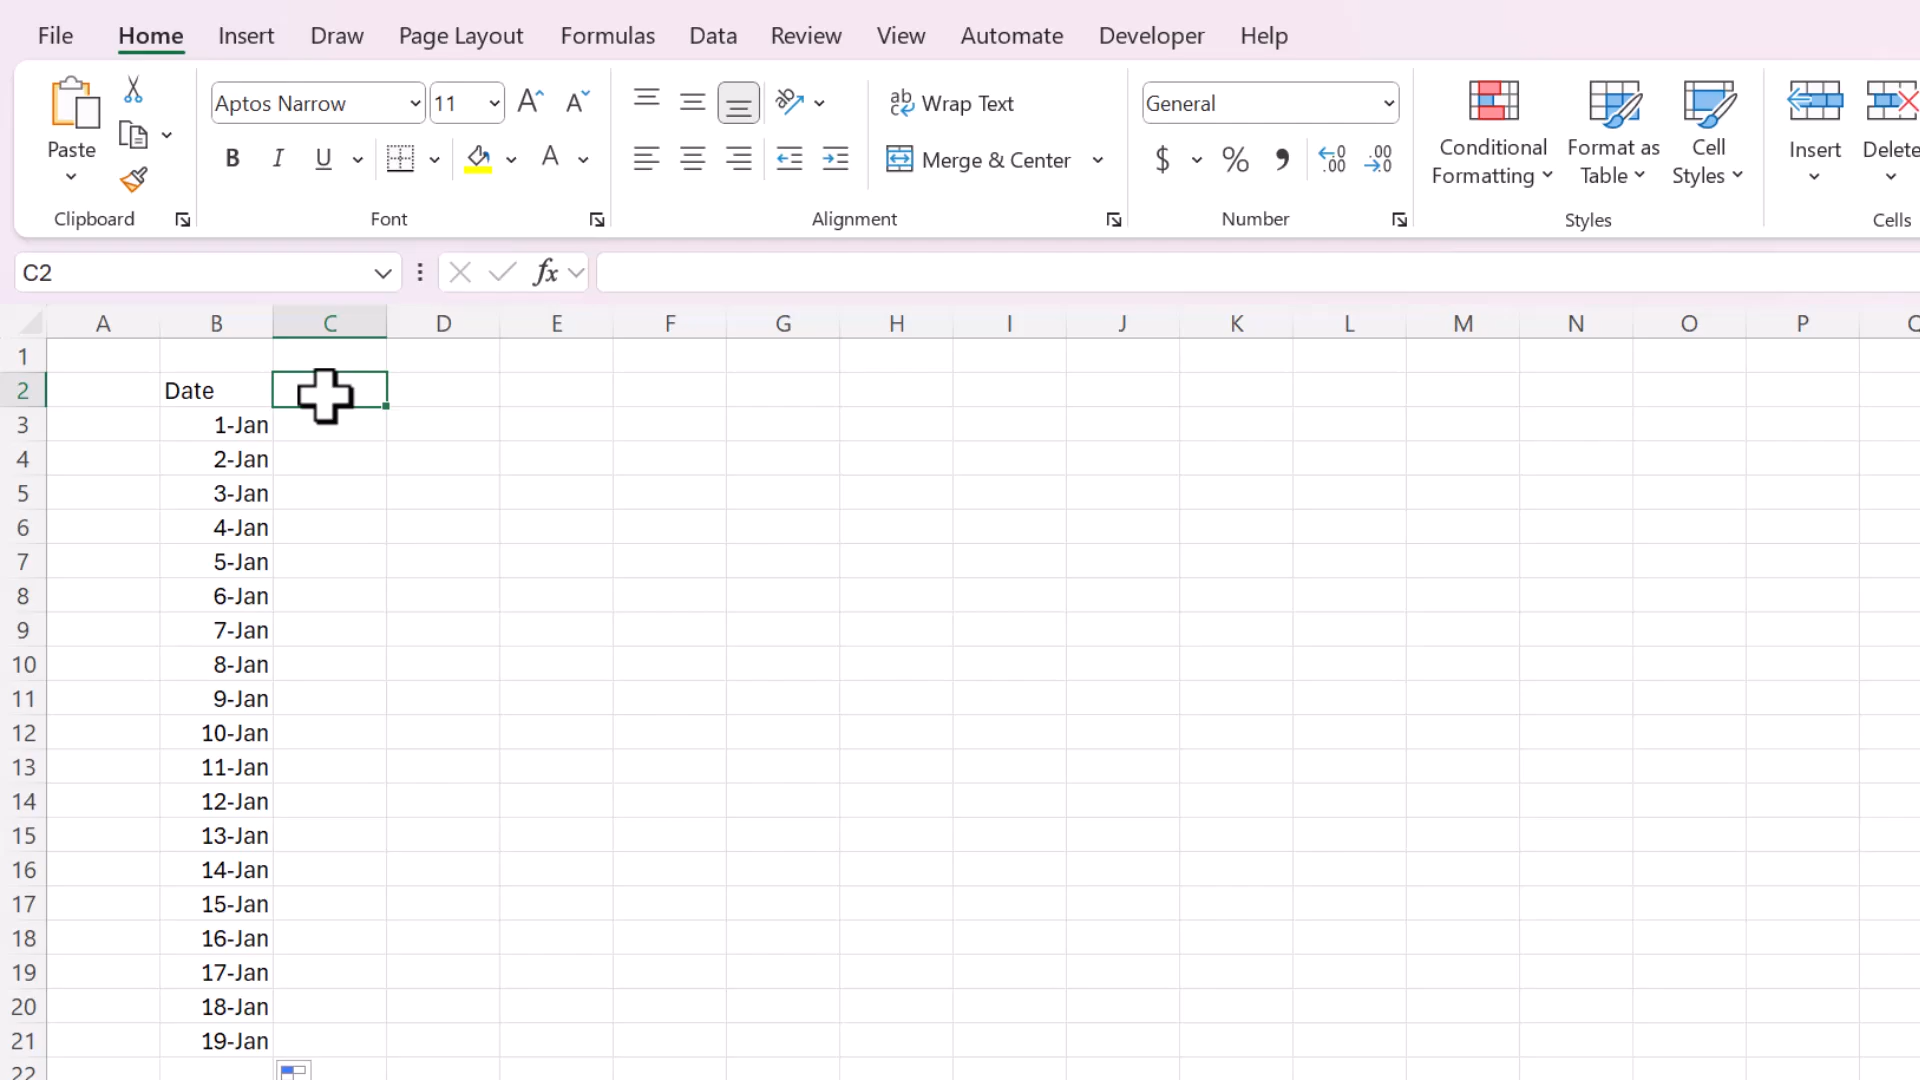 File Home Insert Draw Page Layout Formulas Data Review View Automate Developer Help
Paste
Clipboard
Aptos Narrow 11 A A
B I U A
Font
ab Wrap Text
Merge & Center
Alignment
General
$ % , .00 .00
Number
Conditional Formatting
Format as Table
Cell Styles
Styles
Insert
Delete
Cells
C2 fx
A B C D E F G H I J K L M N O P
1
2 Date
3 1-Jan
4 2-Jan
5 3-Jan
6 4-Jan
7 5-Jan
8 6-Jan
9 7-Jan
10 8-Jan
11 9-Jan
12 10-Jan
13 11-Jan
14 12-Jan
15 13-Jan
16 14-Jan
17 15-Jan
18 16-Jan
19 17-Jan
20 18-Jan
21 19-Jan
22